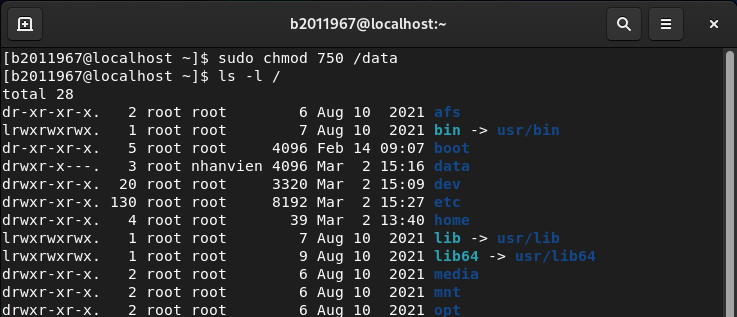 b2011967@localhost:~
[b2011967@localhost ~]$ sudo chmod 750 /data
[b2011967@localhost ~]$ ls -l /
total 28
dr-xr-xr-x.   2 root root        6 Aug 10  2021 afs
lrwxrwxrwx.   1 root root        7 Aug 10  2021 bin -> usr/bin
dr-xr-xr-x.   5 root root     4096 Feb 14 09:07 boot
drwxr-x---.   3 root nhanvien 4096 Mar  2 15:16 data
drwxr-xr-x.  20 root root     3320 Mar  2 15:09 dev
drwxr-xr-x. 130 root root     8192 Mar  2 15:27 etc
drwxr-xr-x.   4 root root       39 Mar  2 13:40 home
lrwxrwxrwx.   1 root root        7 Aug 10  2021 lib -> usr/lib
lrwxrwxrwx.   1 root root        9 Aug 10  2021 lib64 -> usr/lib64
drwxr-xr-x.   2 root root        6 Aug 10  2021 media
drwxr-xr-x.   2 root root        6 Aug 10  2021 mnt
drwxr-xr-x.   2 root root        6 Aug 10  2021 opt